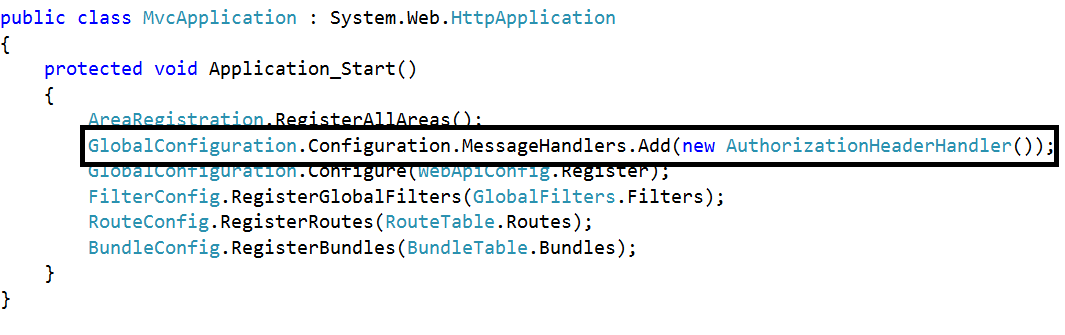 public class MvcApplication : System.Web.HttpApplication
{
    protected void Application_Start()
    {
        AreaRegistration.RegisterAllAreas();
        GlobalConfiguration.Configuration.MessageHandlers.Add(new AuthorizationHeaderHandler());
        GlobalConfiguration.Configure(WebApiConfig.Register);
        FilterConfig.RegisterGlobalFilters(GlobalFilters.Filters);
        RouteConfig.RegisterRoutes(RouteTable.Routes);
        BundleConfig.RegisterBundles(BundleTable.Bundles);
    }
}